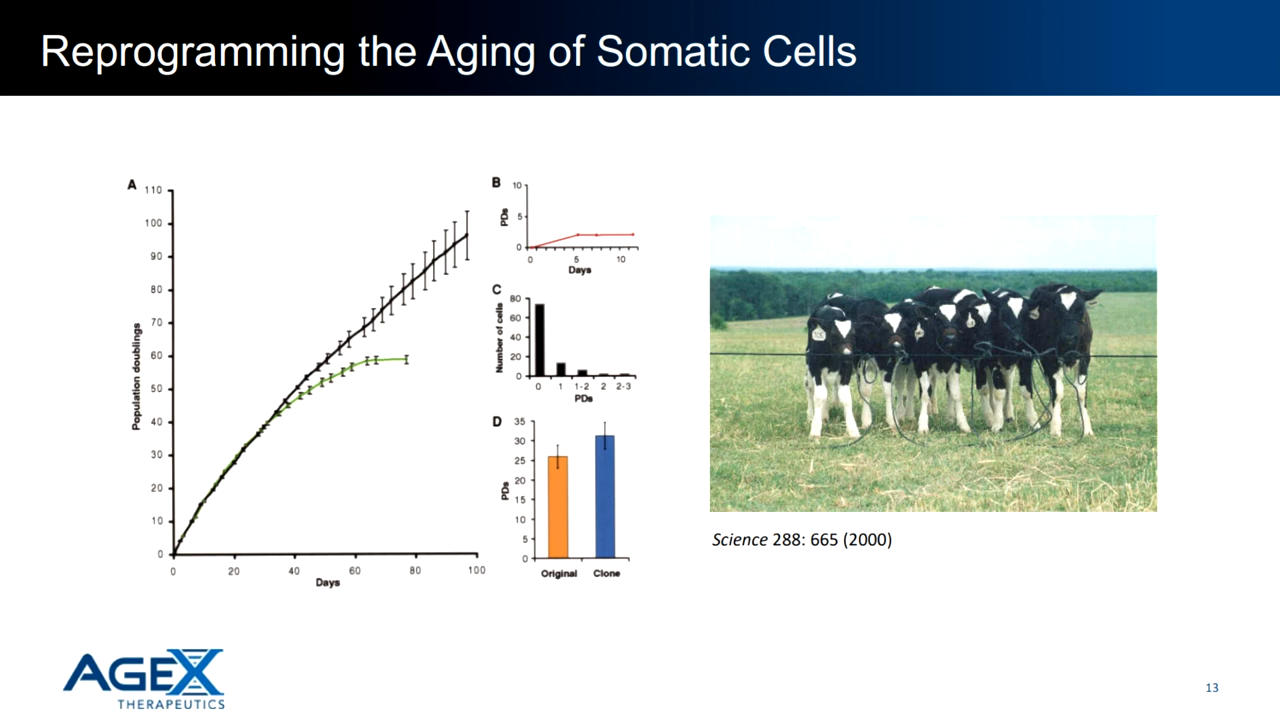 Reprogramming the Aging of Somatic Cells
A
110
100
90
80
70
60
50
40
30
20
10
0
Population doublings
0 20 40 60 80 100
Days
B
10
5
0
PDs
0 5 10
Days
C
80
60
40
20
0
Number of cells
0 1 1-2 2 2-3
PDs
D
35
30
25
20
15
10
5
0
PDs
Original Clone
Science 288: 665 (2000)
AGEX
THERAPEUTICS
13